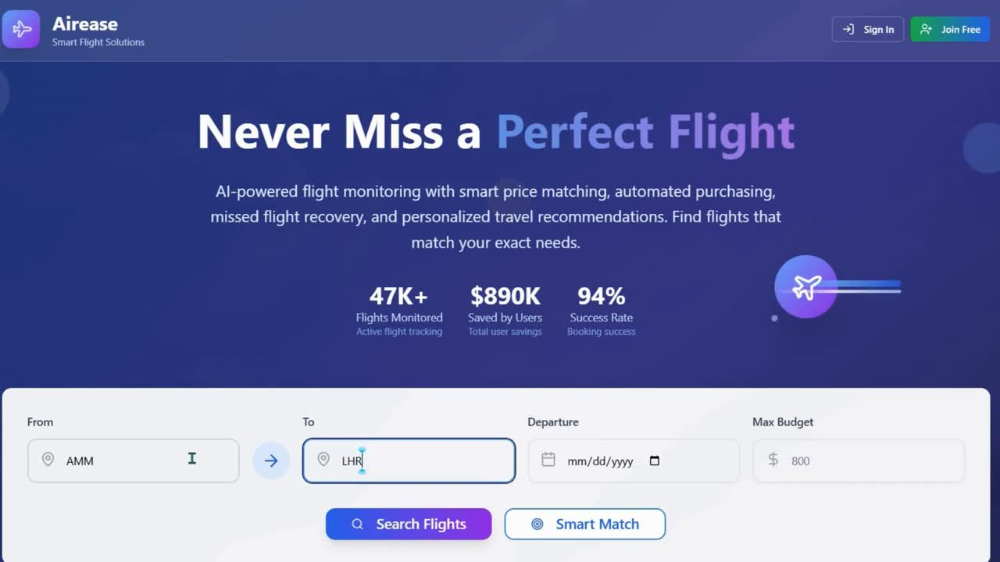 Airease
Smart Flight Solutions
Sign In
Join Free
Never Miss a Perfect Flight
AI-powered flight monitoring with smart price matching, automated purchasing,
missed flight recovery, and personalized travel recommendations. Find flights that
match your exact needs.
47K+ $890K 94%
Flights Monitored Saved by Users Success Rate
Active flight tracking Total user savings Booking success
From To Departure Max Budget
AMM LHR mm/dd/yyyy $ 800
Search Flights Smart Match